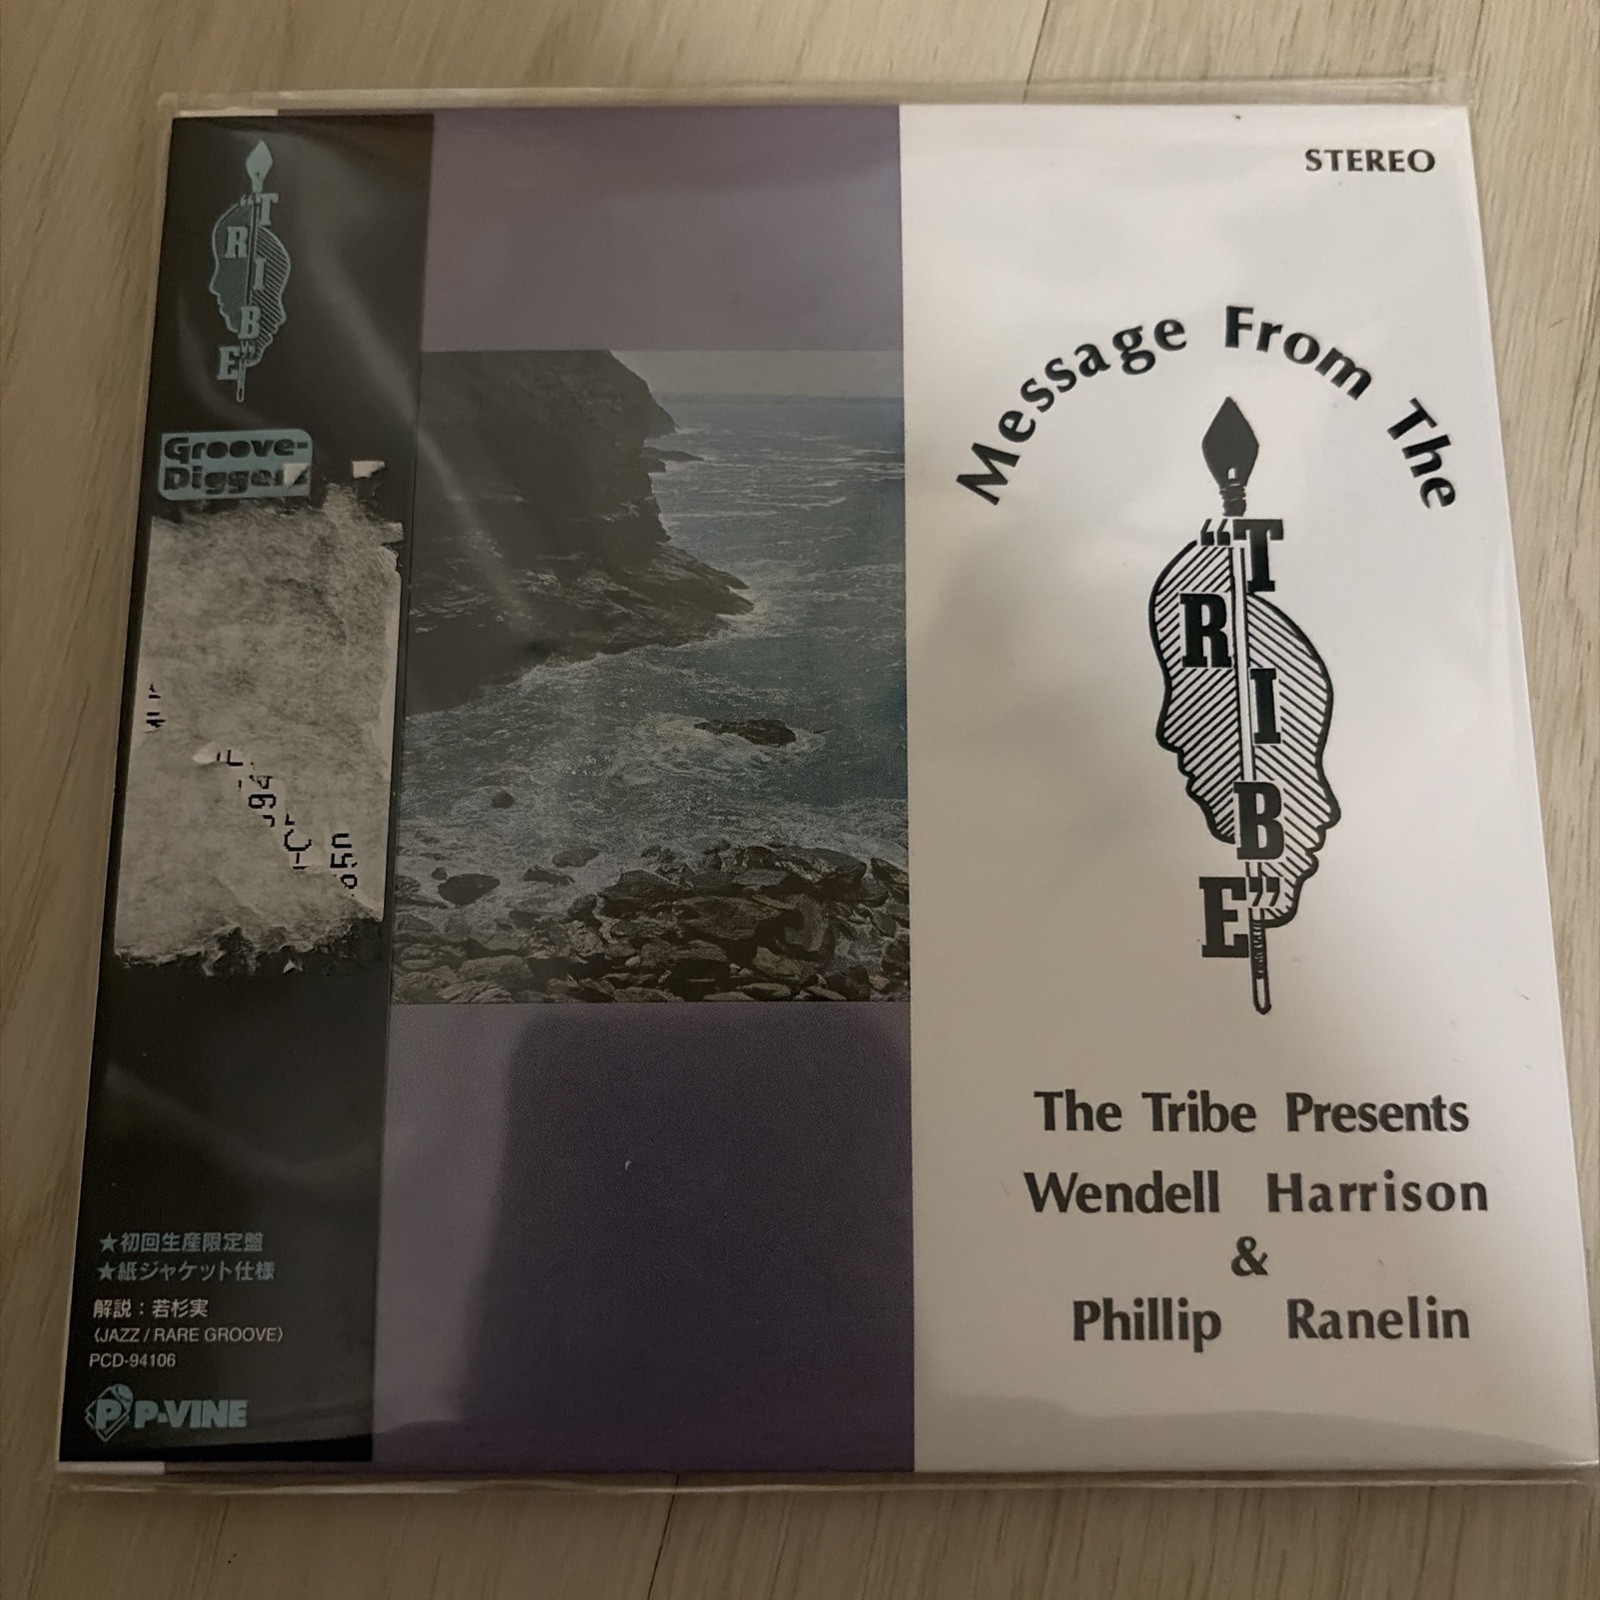 "TRIBE"
Groove-
Diggers
★初回生産限定盤
★紙ジャケット仕様
解説：若杉実
〈JAZZ / RARE GROOVE〉
PCD-94106
P P-VINE
STEREO
Message From The
"TRIBE"
The Tribe Presents
Wendell Harrison
&
Phillip Ranelin